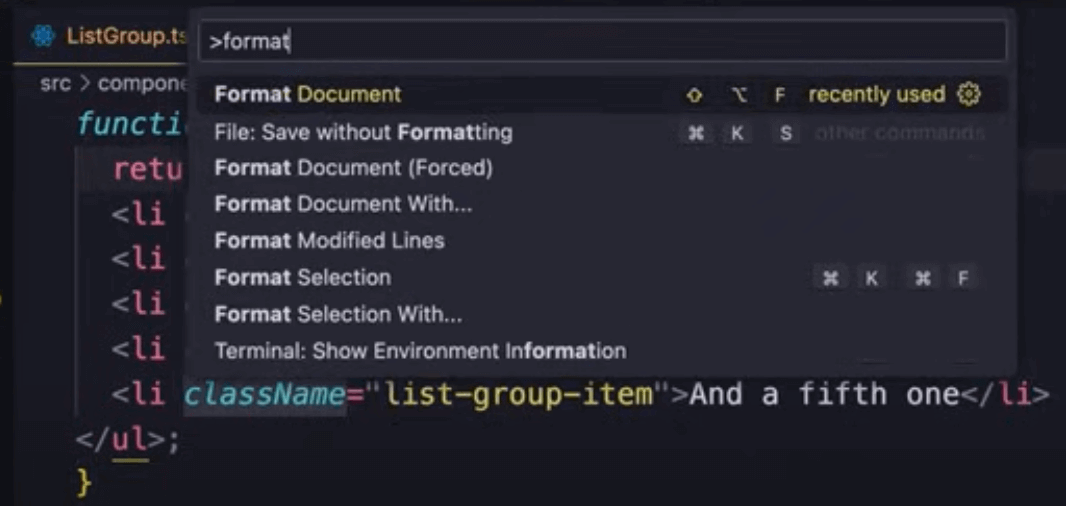 ListGroup.ts
>format
src > compone
Format Document ⇧ ⌥ F recently used
functi
File: Save without Formatting ⌘ K S other commands
retu
Format Document (Forced)
<li
Format Document With...
<li
Format Modified Lines
<li
Format Selection ⌘ K ⌘ F
<li
Format Selection With...
Terminal: Show Environment Information
<li className="list-group-item">And a fifth one</li>
</ul>;
}